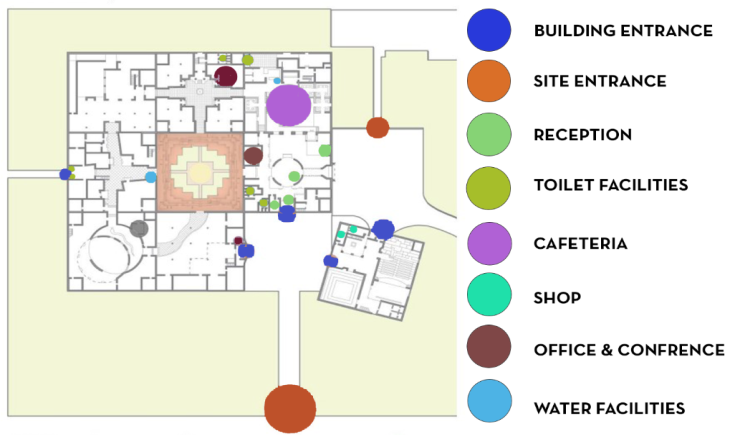 BUILDING ENTRANCE
SITE ENTRANCE
RECEPTION
TOILET FACILITIES
CAFETERIA
SHOP
OFFICE & CONFRENCE
WATER FACILITIES